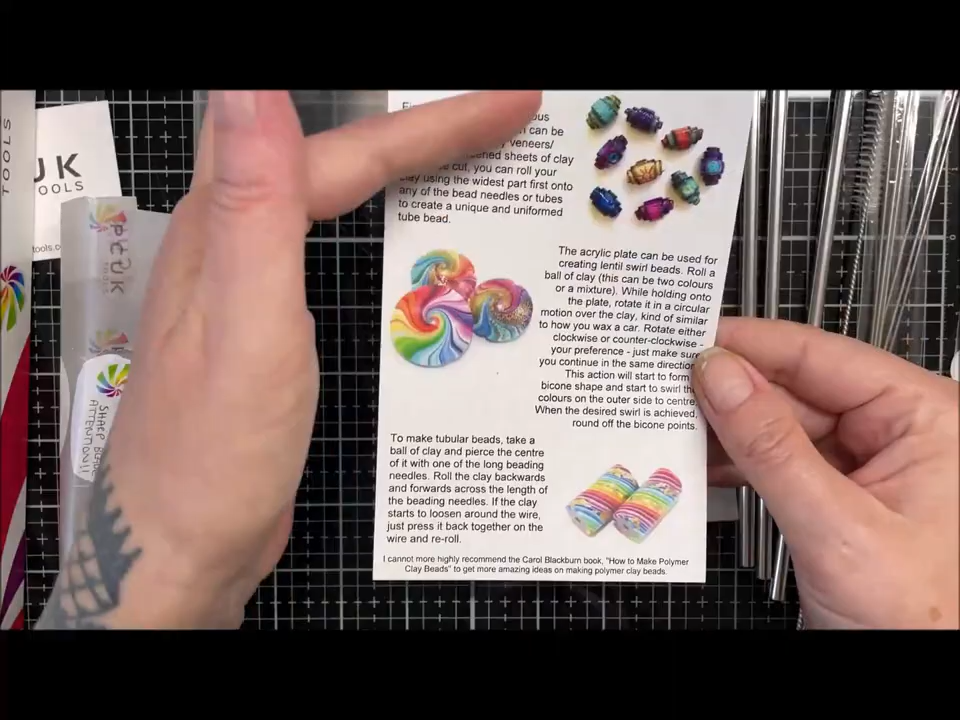 TOOLS
UK
TOOLS
tools.com
PCUK
TOOLS
SHARP
BEADS
ATTENTION!!
ous
n can be
veneers/
sheets of clay
be cut, you can roll your
clay using the widest part first onto
any of the bead needles or tubes
to create a unique and uniformed
tube bead.
The acrylic plate can be used for
creating lentil swirl beads. Roll a
ball of clay (this can be two colours
or a mixture). While holding onto
the plate, rotate it in a circular
motion over the clay, kind of similar
to how you wax a car. Rotate either
clockwise or counter-clockwise -
your preference - just make sure
you continue in the same direction
This action will start to form
bicone shape and start to swirl the
colours on the outer side to centre.
When the desired swirl is achieved,
round off the bicone points.
To make tubular beads, take a
ball of clay and pierce the centre
of it with one of the long beading
needles. Roll the clay backwards
and forwards across the length of
the beading needles. If the clay
starts to loosen around the wire,
just press it back together on the
wire and re-roll.
I cannot more highly recommend the Carol Blackburn book, "How to Make Polymer
Clay Beads" to get more amazing ideas on making polymer clay beads.